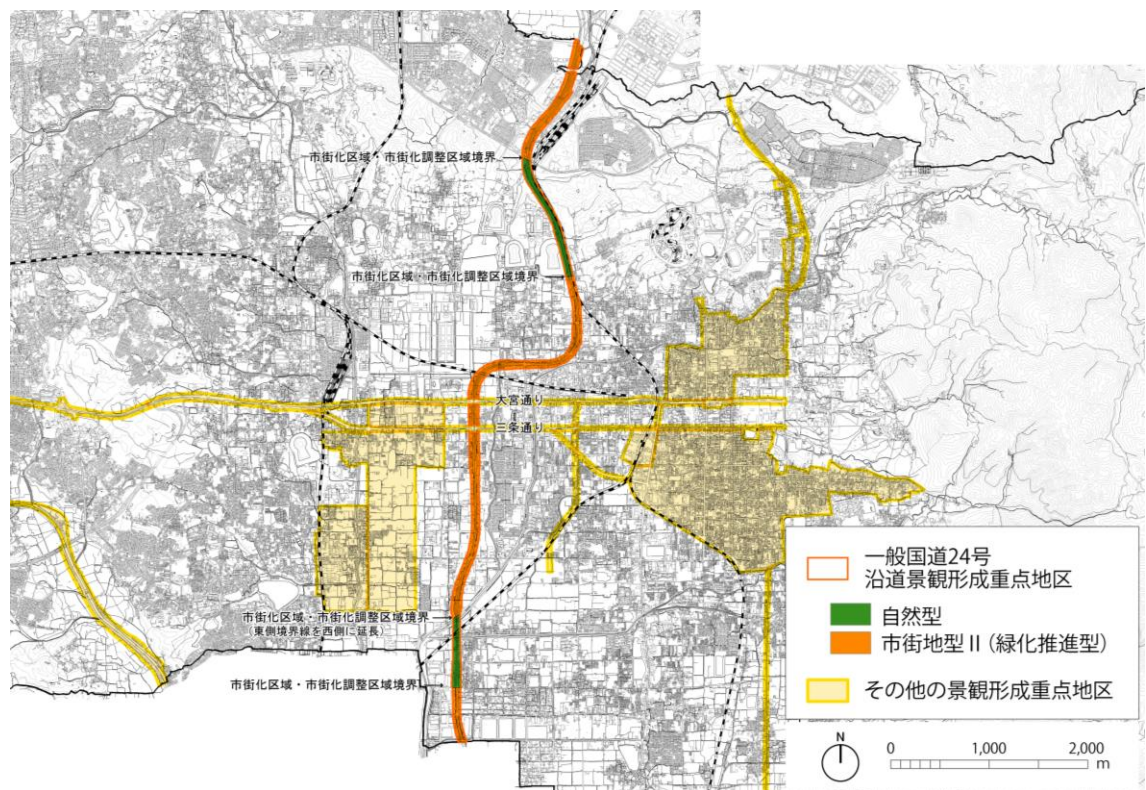 市街化区域・市街化調整区域境界
市街化区域・市街化調整区域境界
大宮通り
三条通り
市街化区域・市街化調整区域境界
(東側境界線を西側に延長)
市街化区域・市街化調整区域境界
一般国道24号
沿道景観形成重点地区
自然型
市街地型Ⅱ(緑化推進型)
その他の景観形成重点地区
N
0 1,000 2,000
m